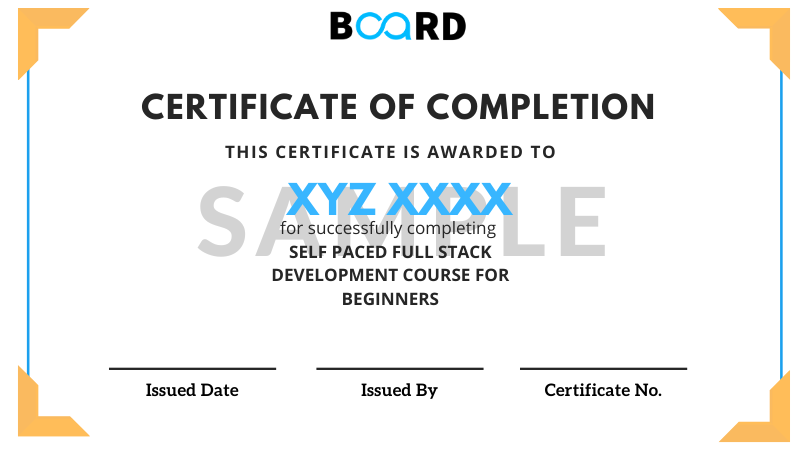 BOARD
CERTIFICATE OF COMPLETION
THIS CERTIFICATE IS AWARDED TO
SAMPLE
XYZ XXXX
for successfully completing
SELF PACED FULL STACK
DEVELOPMENT COURSE FOR
BEGINNERS
Issued Date
Issued By
Certificate No.